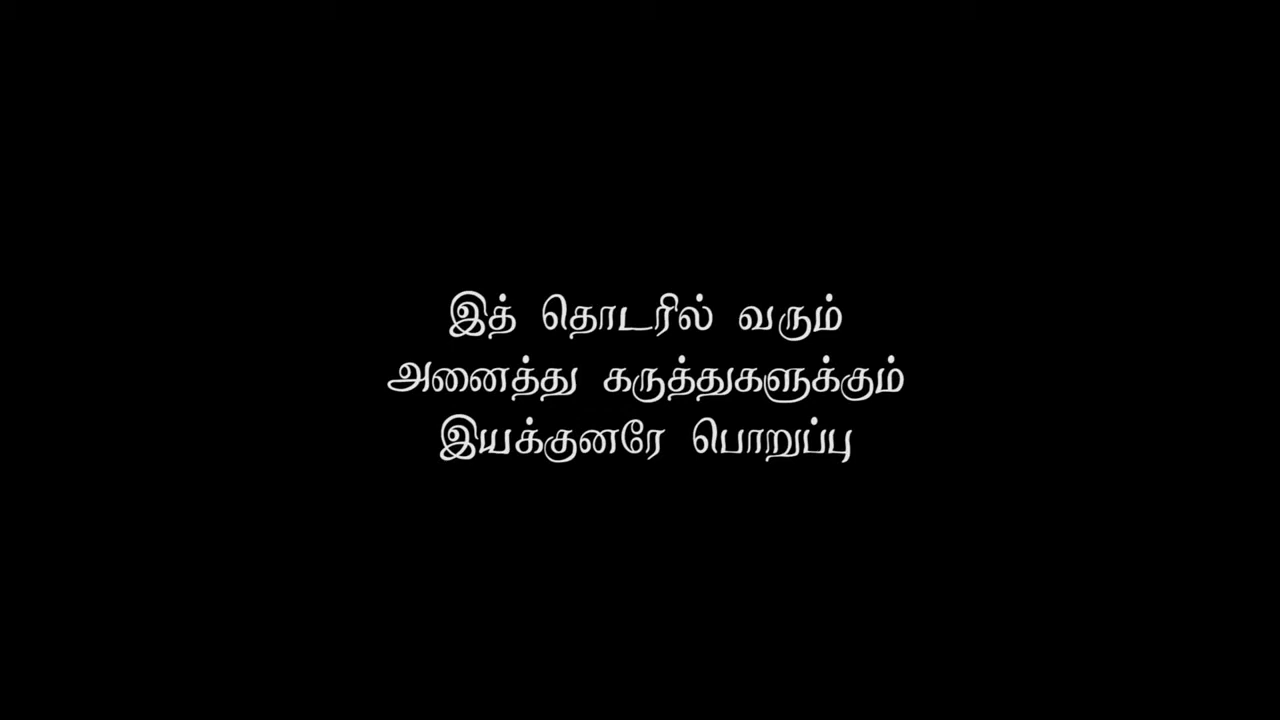 இத் தொடரில் வரும்
அனைத்து கருத்துகளுக்கும்
இயக்குனரே பொறுப்பு